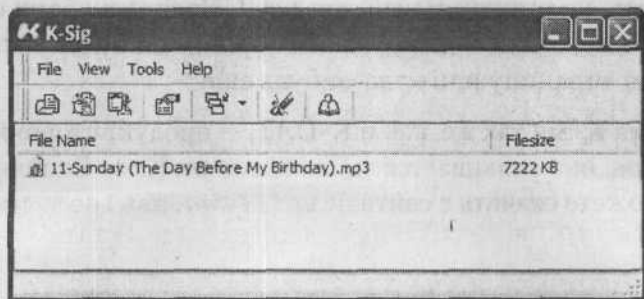 K-Sig
File View Tools Help
File Name Filesize
11-Sunday (The Day Before My Birthday).mp3 7222 KB